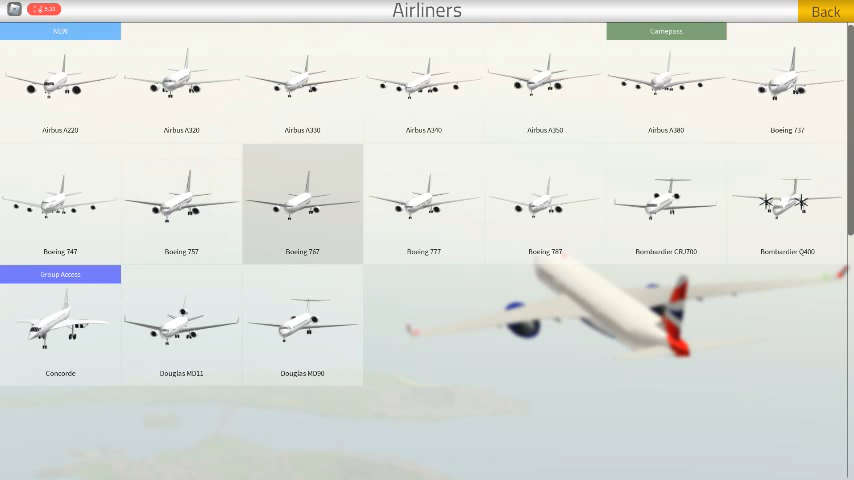 Airliners
Back
NEW
Gamepass
Airbus A220
Airbus A320
Airbus A330
Airbus A340
Airbus A350
Airbus A380
Boeing 737
Boeing 747
Boeing 757
Boeing 767
Boeing 777
Boeing 787
Bombardier CRJ700
Bombardier Q400
Group Access
Concorde
Douglas MD11
Douglas MD90